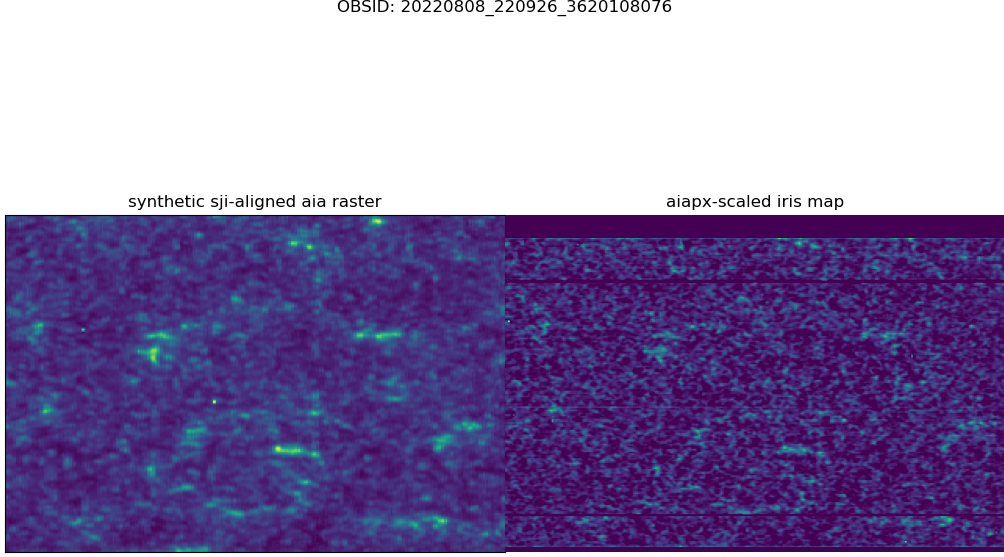 OBSID: 20220808_220926_3620108076
synthetic sji-aligned aia raster
aiapx-scaled iris map